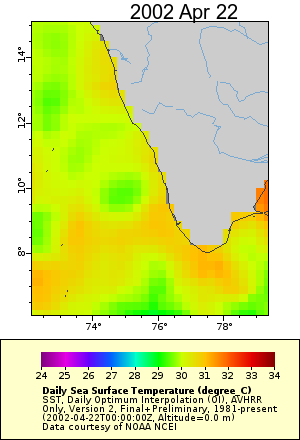 2002 Apr 22
14°
12°
10°
8°
74°
76°
78°
24 25 26 27 28 29 30 31 32 33 34
Daily Sea Surface Temperature (degree_C)
SST, Daily Optimum Interpolation (OI), AVHRR
Only, Version 2, Final+Preliminary, 1981-present
(2002-04-22T00:00:00Z, Altitude=0.0 m)
Data courtesy of NOAA NCEI